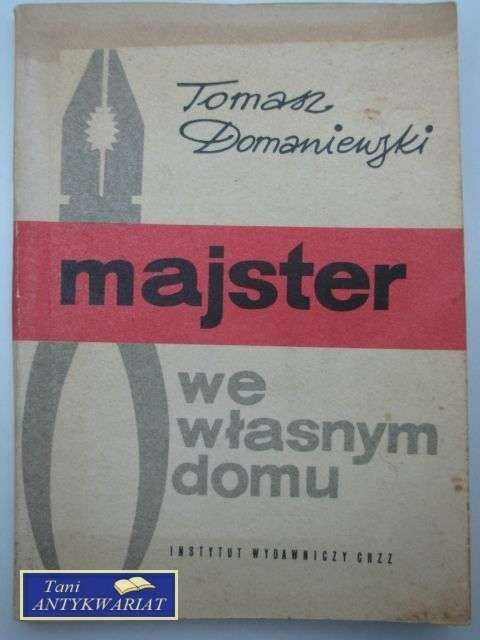 Tomasz
Domaniewski
majster
we
własnym
domu
INSTYTUT WYDAWNICZY CRZZ
Tani
ANTYKWARIAT